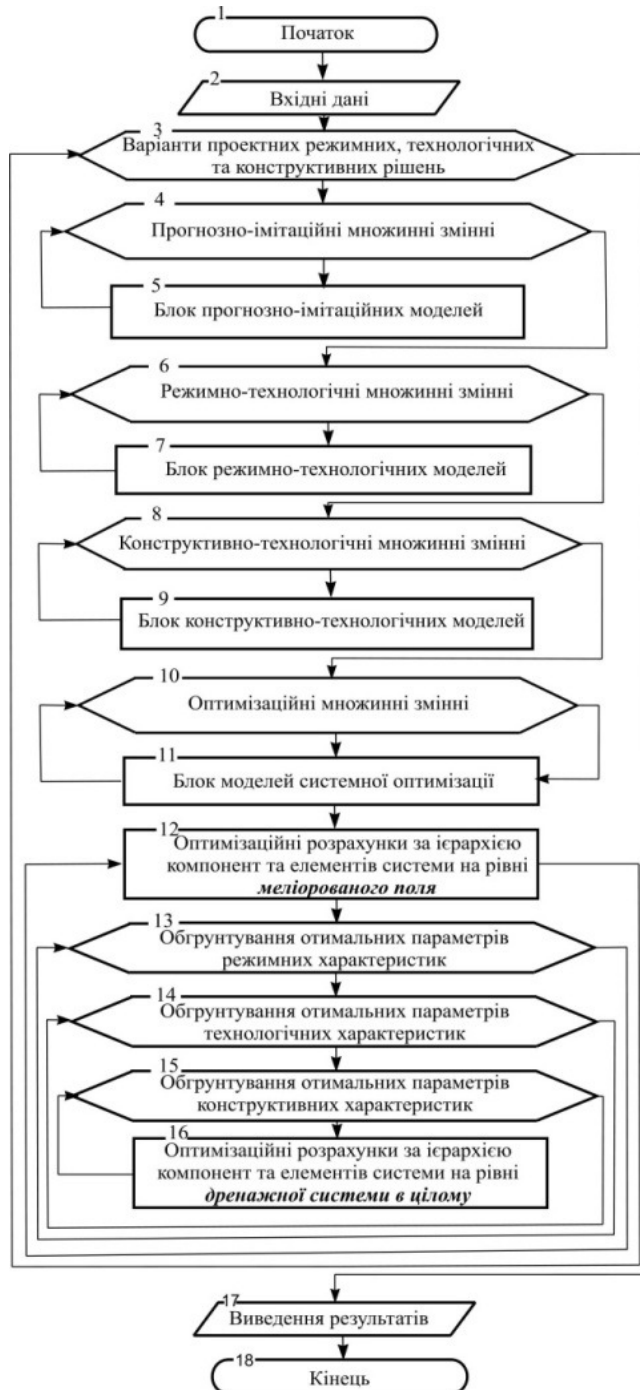 1
Початок
2
Вхідні дані
3
Варіанти проектних режимних, технологічних
та конструктивних рішень
4
Прогнозно-імітаційні множинні змінні
5
Блок прогнозно-імітаційних моделей
6
Режимно-технологічні множинні змінні
7
Блок режимно-технологічних моделей
8
Конструктивно-технологічні множинні змінні
9
Блок конструктивно-технологічних моделей
10
Оптимізаційні множинні змінні
11
Блок моделей системної оптимізації
12
Оптимізаційні розрахунки за ієрархією
компонент та елементів системи на рівні
меліорованого поля
13
Обгрунтування отимальних параметрів
режимних характеристик
14
Обгрунтування отимальних параметрів
технологічних характеристик
15
Обгрунтування отимальних параметрів
конструктивних характеристик
16
Оптимізаційні розрахунки за ієрархією
компонент та елементів системи на рівні
дренажної системи в цілому
17
Виведення результатів
18
Кінець